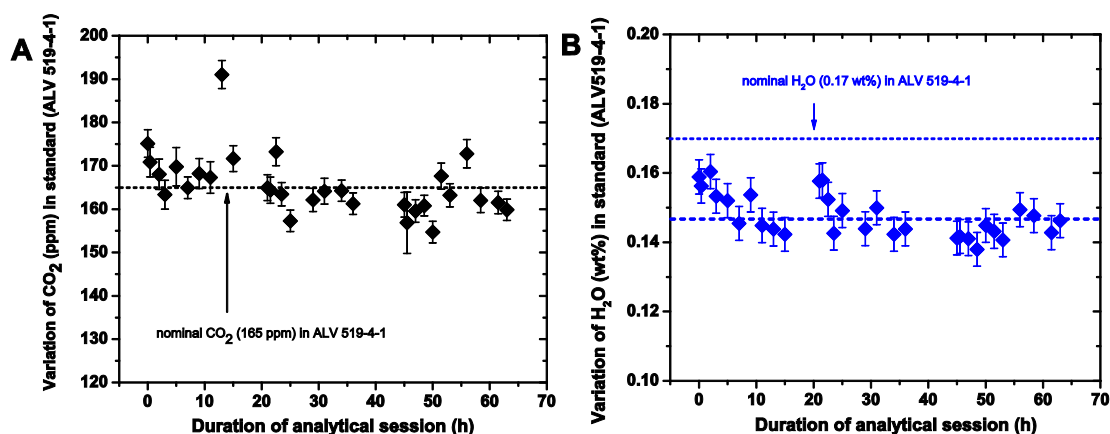 A
Variation of CO2 (ppm) in standard (ALV 519-4-1)
200
190
180
170
160
150
140
130
120
nominal CO2 (165 ppm) in ALV 519-4-1
0 10 20 30 40 50 60 70
Duration of analytical session (h)
B
Variation of H2O (wt%) in standard (ALV519-4-1)
0.20
0.18
0.16
0.14
0.12
0.10
nominal H2O (0.17 wt%) in ALV 519-4-1
0 10 20 30 40 50 60 70
Duration of analytical session (h)